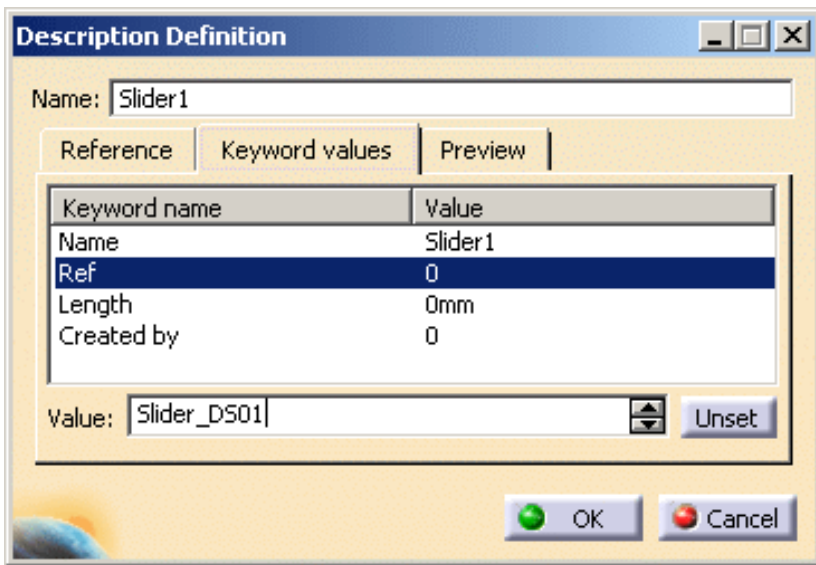 Description Definition
Name: Slider1
Reference Keyword values Preview
Keyword name Value
Name Slider1
Ref 0
Length 0mm
Created by 0
Value: Slider_DS01 Unset
OK Cancel